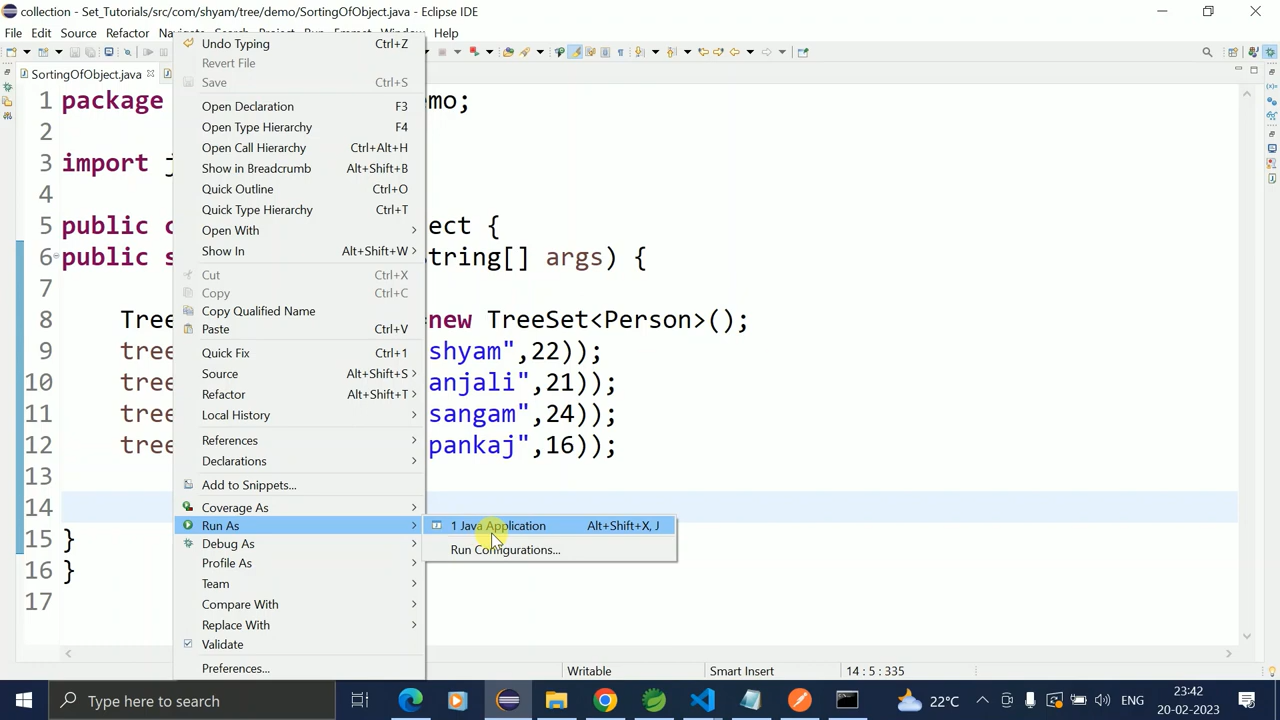 collection - Set_Tutorials/src/com/shyam/tree/demo/SortingOfObject.java - Eclipse IDE
File Edit Source Refactor Navigate Search Project Run Emmet Window Help
SortingOfObject.java
Undo Typing Ctrl+Z
Revert File
Save Ctrl+S
Open Declaration F3
Open Type Hierarchy F4
Open Call Hierarchy Ctrl+Alt+H
Show in Breadcrumb Alt+Shift+B
Quick Outline Ctrl+O
Quick Type Hierarchy Ctrl+T
Open With
Show In Alt+Shift+W
Cut Ctrl+X
Copy Ctrl+C
Copy Qualified Name
Paste Ctrl+V
Quick Fix Ctrl+1
Source Alt+Shift+S
Refactor Alt+Shift+T
Local History
References
Declarations
Add to Snippets...
Coverage As
Run As
Debug As
Profile As
Team
Compare With
Replace With
Validate
Preferences...
1 Java Application Alt+Shift+X, J
Run Configurations...
1 package mo;
2
3 import j
4
5 public c ect {
6 public s tring[] args) {
7
8 Tree new TreeSet<Person>();
9 tree shyam",22));
10 tree anjali",21));
11 tree sangam",24));
12 tree pankaj",16));
13
14
15 }
16 }
17
Writable Smart Insert 14 : 5 : 335
Type here to search
22°C ENG 23:42
20-02-2023